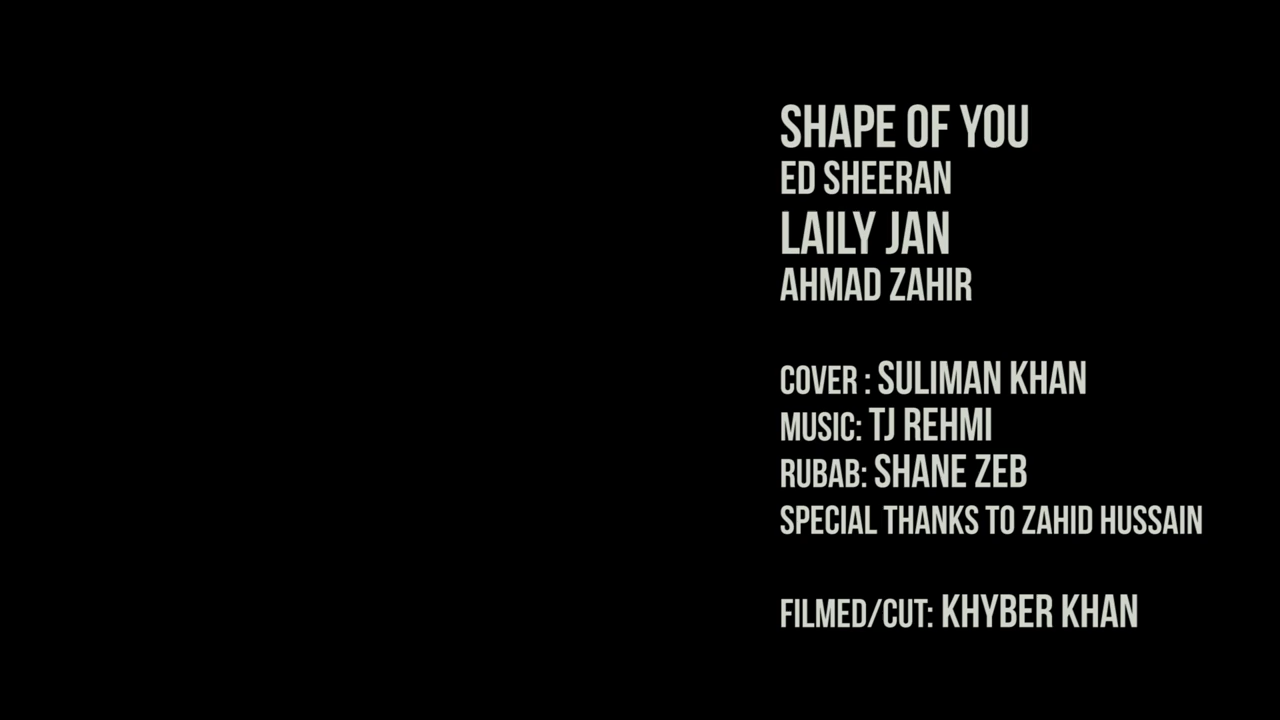 SHAPE OF YOU
ED SHEERAN
LAILY JAN
AHMAD ZAHIR
COVER : SULIMAN KHAN
MUSIC: TJ REHMI
RUBAB: SHANE ZEB
SPECIAL THANKS TO ZAHID HUSSAIN
FILMED/CUT: KHYBER KHAN